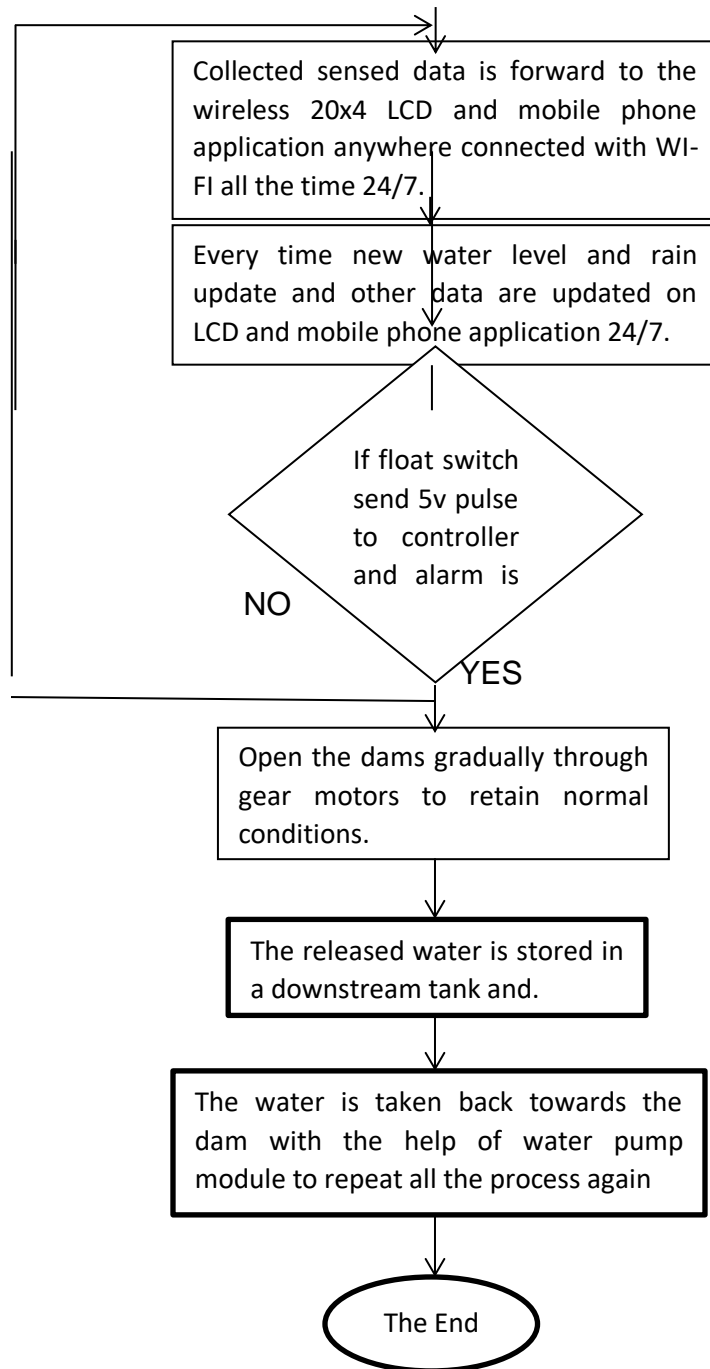 Collected sensed data is forward to the
wireless 20x4 LCD and mobile phone
application anywhere connected with WI-
FI all the time 24/7.
Every time new water level and rain
update and other data are updated on
LCD and mobile phone application 24/7.
If float switch
send 5v pulse
to controller
and alarm is
NO
YES
Open the dams gradually through
gear motors to retain normal
conditions.
The released water is stored in
a downstream tank and.
The water is taken back towards the
dam with the help of water pump
module to repeat all the process again
The End